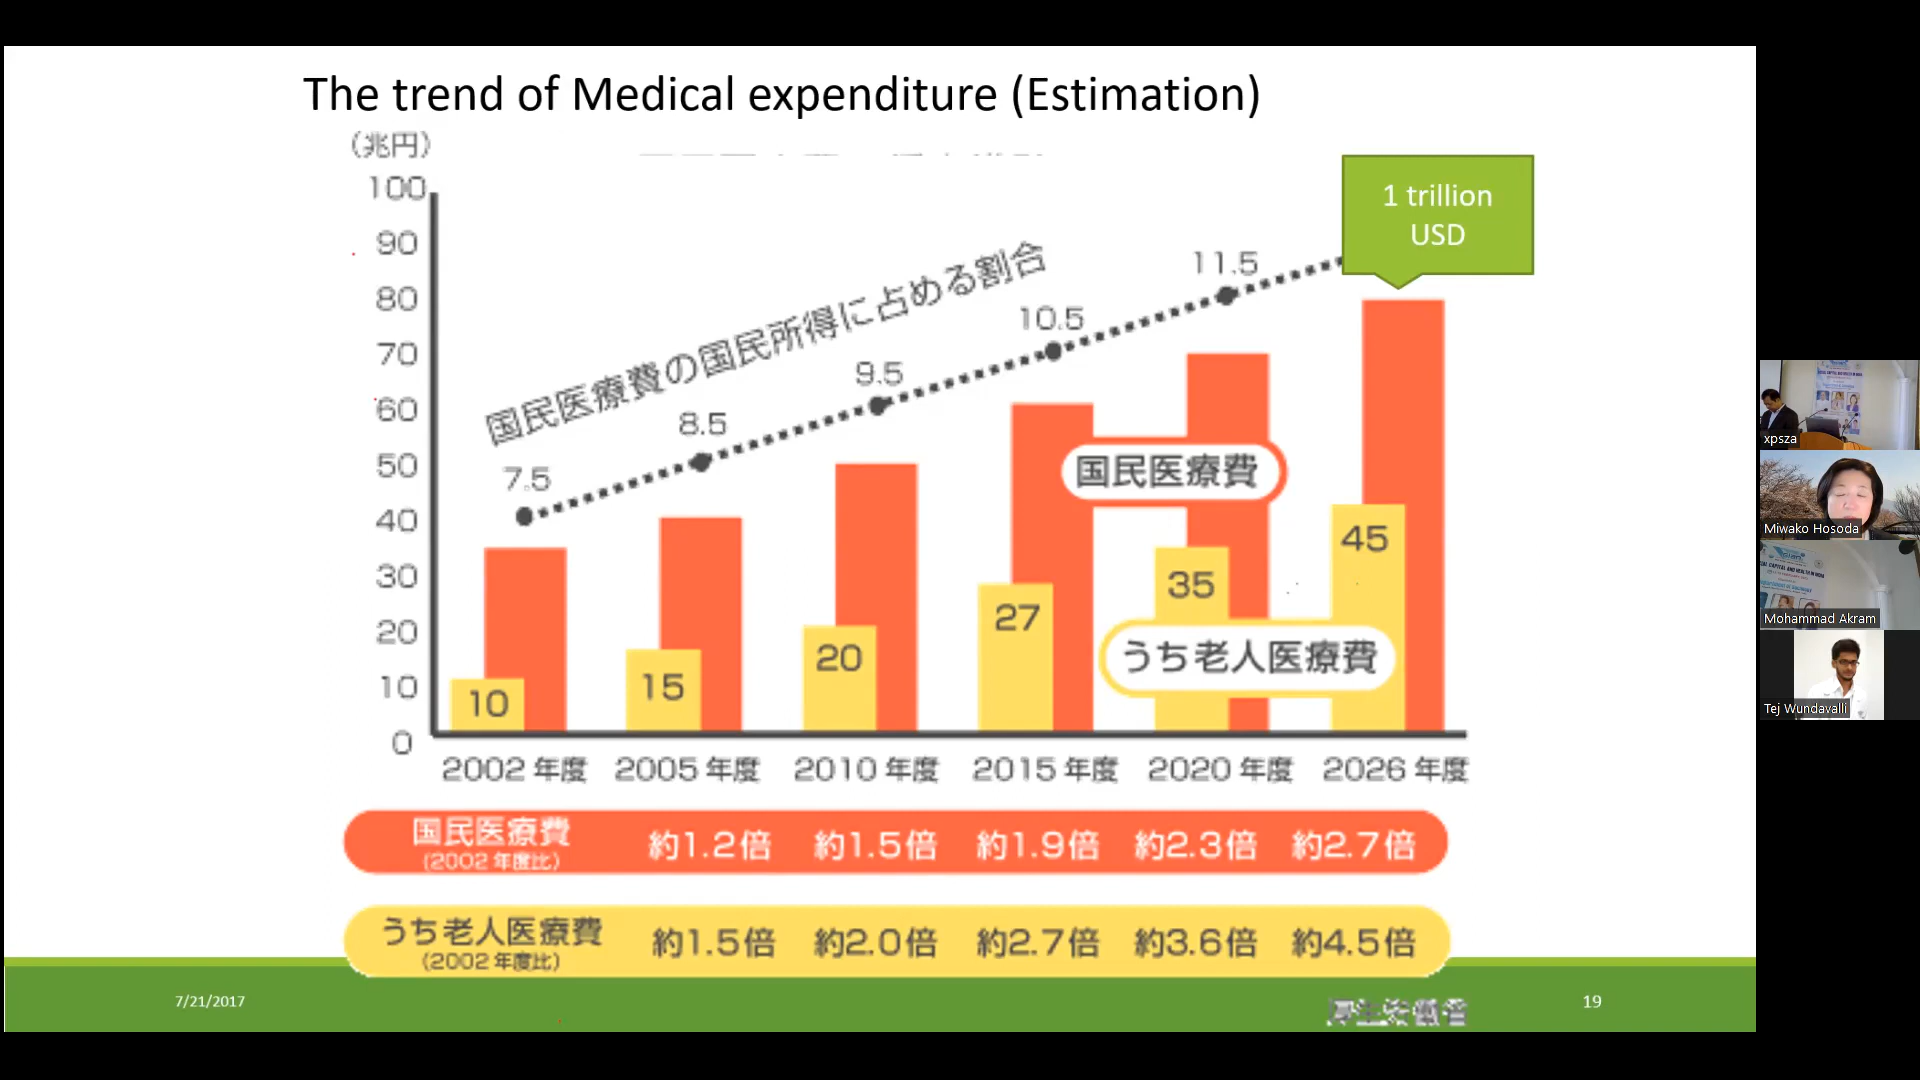 The trend of Medical expenditure (Estimation)
(兆円)
100
90
80
70
60
50
40
30
20
10
0
1 trillion
USD
国民医療費の国民所得に占める割合
7.5
8.5
9.5
10.5
11.5
国民医療費
うち老人医療費
10
15
20
27
35
45
2002年度 2005年度 2010年度 2015年度 2020年度 2026年度
国民医療費 約1.2倍 約1.5倍 約1.9倍 約2.3倍 約2.7倍
(2002年度比)
うち老人医療費 約1.5倍 約2.0倍 約2.7倍 約3.6倍 約4.5倍
(2002年度比)
7/21/2017
厚生労働省
19
xpsza
Miwako Hosoda
Mohammad Akram
Tej Wundavalli